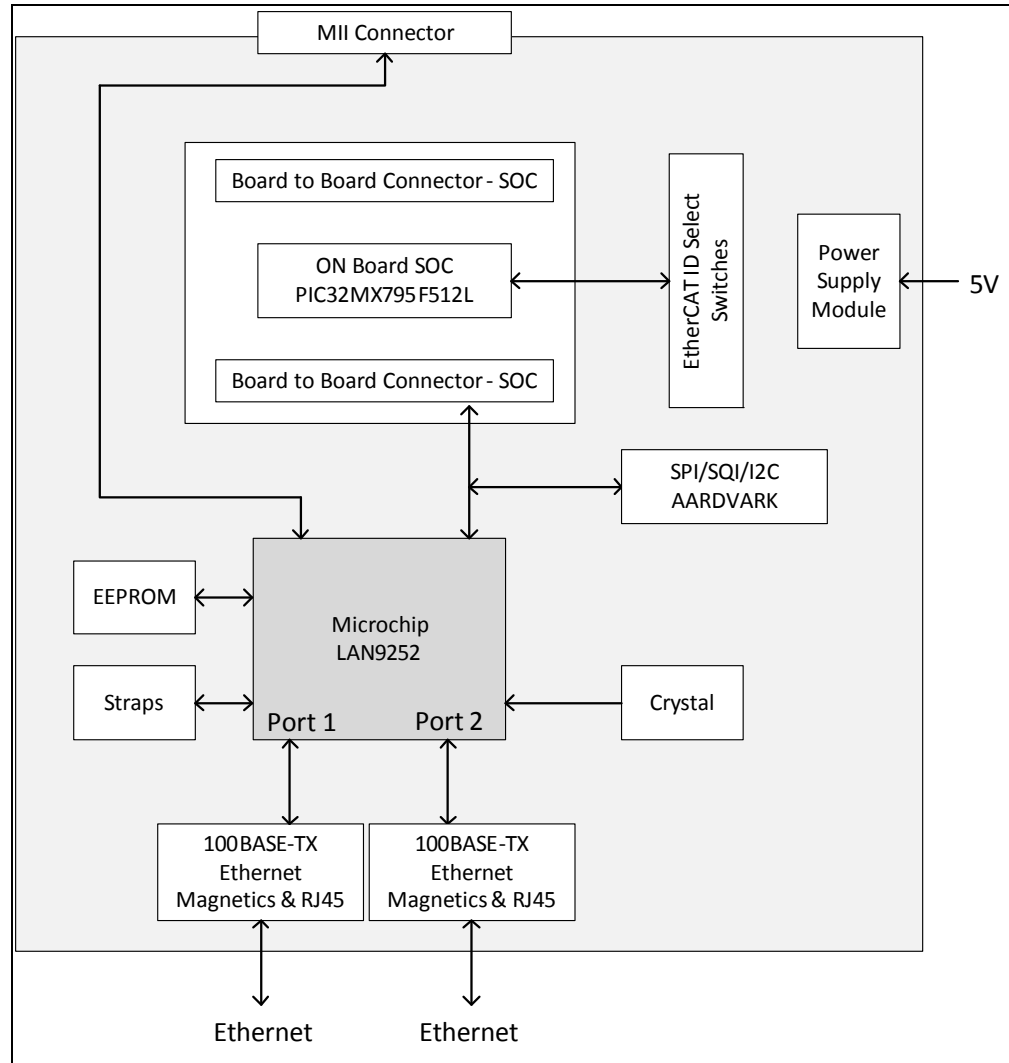 MII Connector
Board to Board Connector - SOC
ON Board SOC
PIC32MX795F512L
EtherCAT ID Select
Switches
Power
Supply
Module
5V
Board to Board Connector - SOC
SPI/SQI/I2C
AARDVARK
EEPROM
Microchip
LAN9252
Straps
Crystal
Port 1
Port 2
100BASE-TX
Ethernet
Magnetics & RJ45
100BASE-TX
Ethernet
Magnetics & RJ45
Ethernet
Ethernet